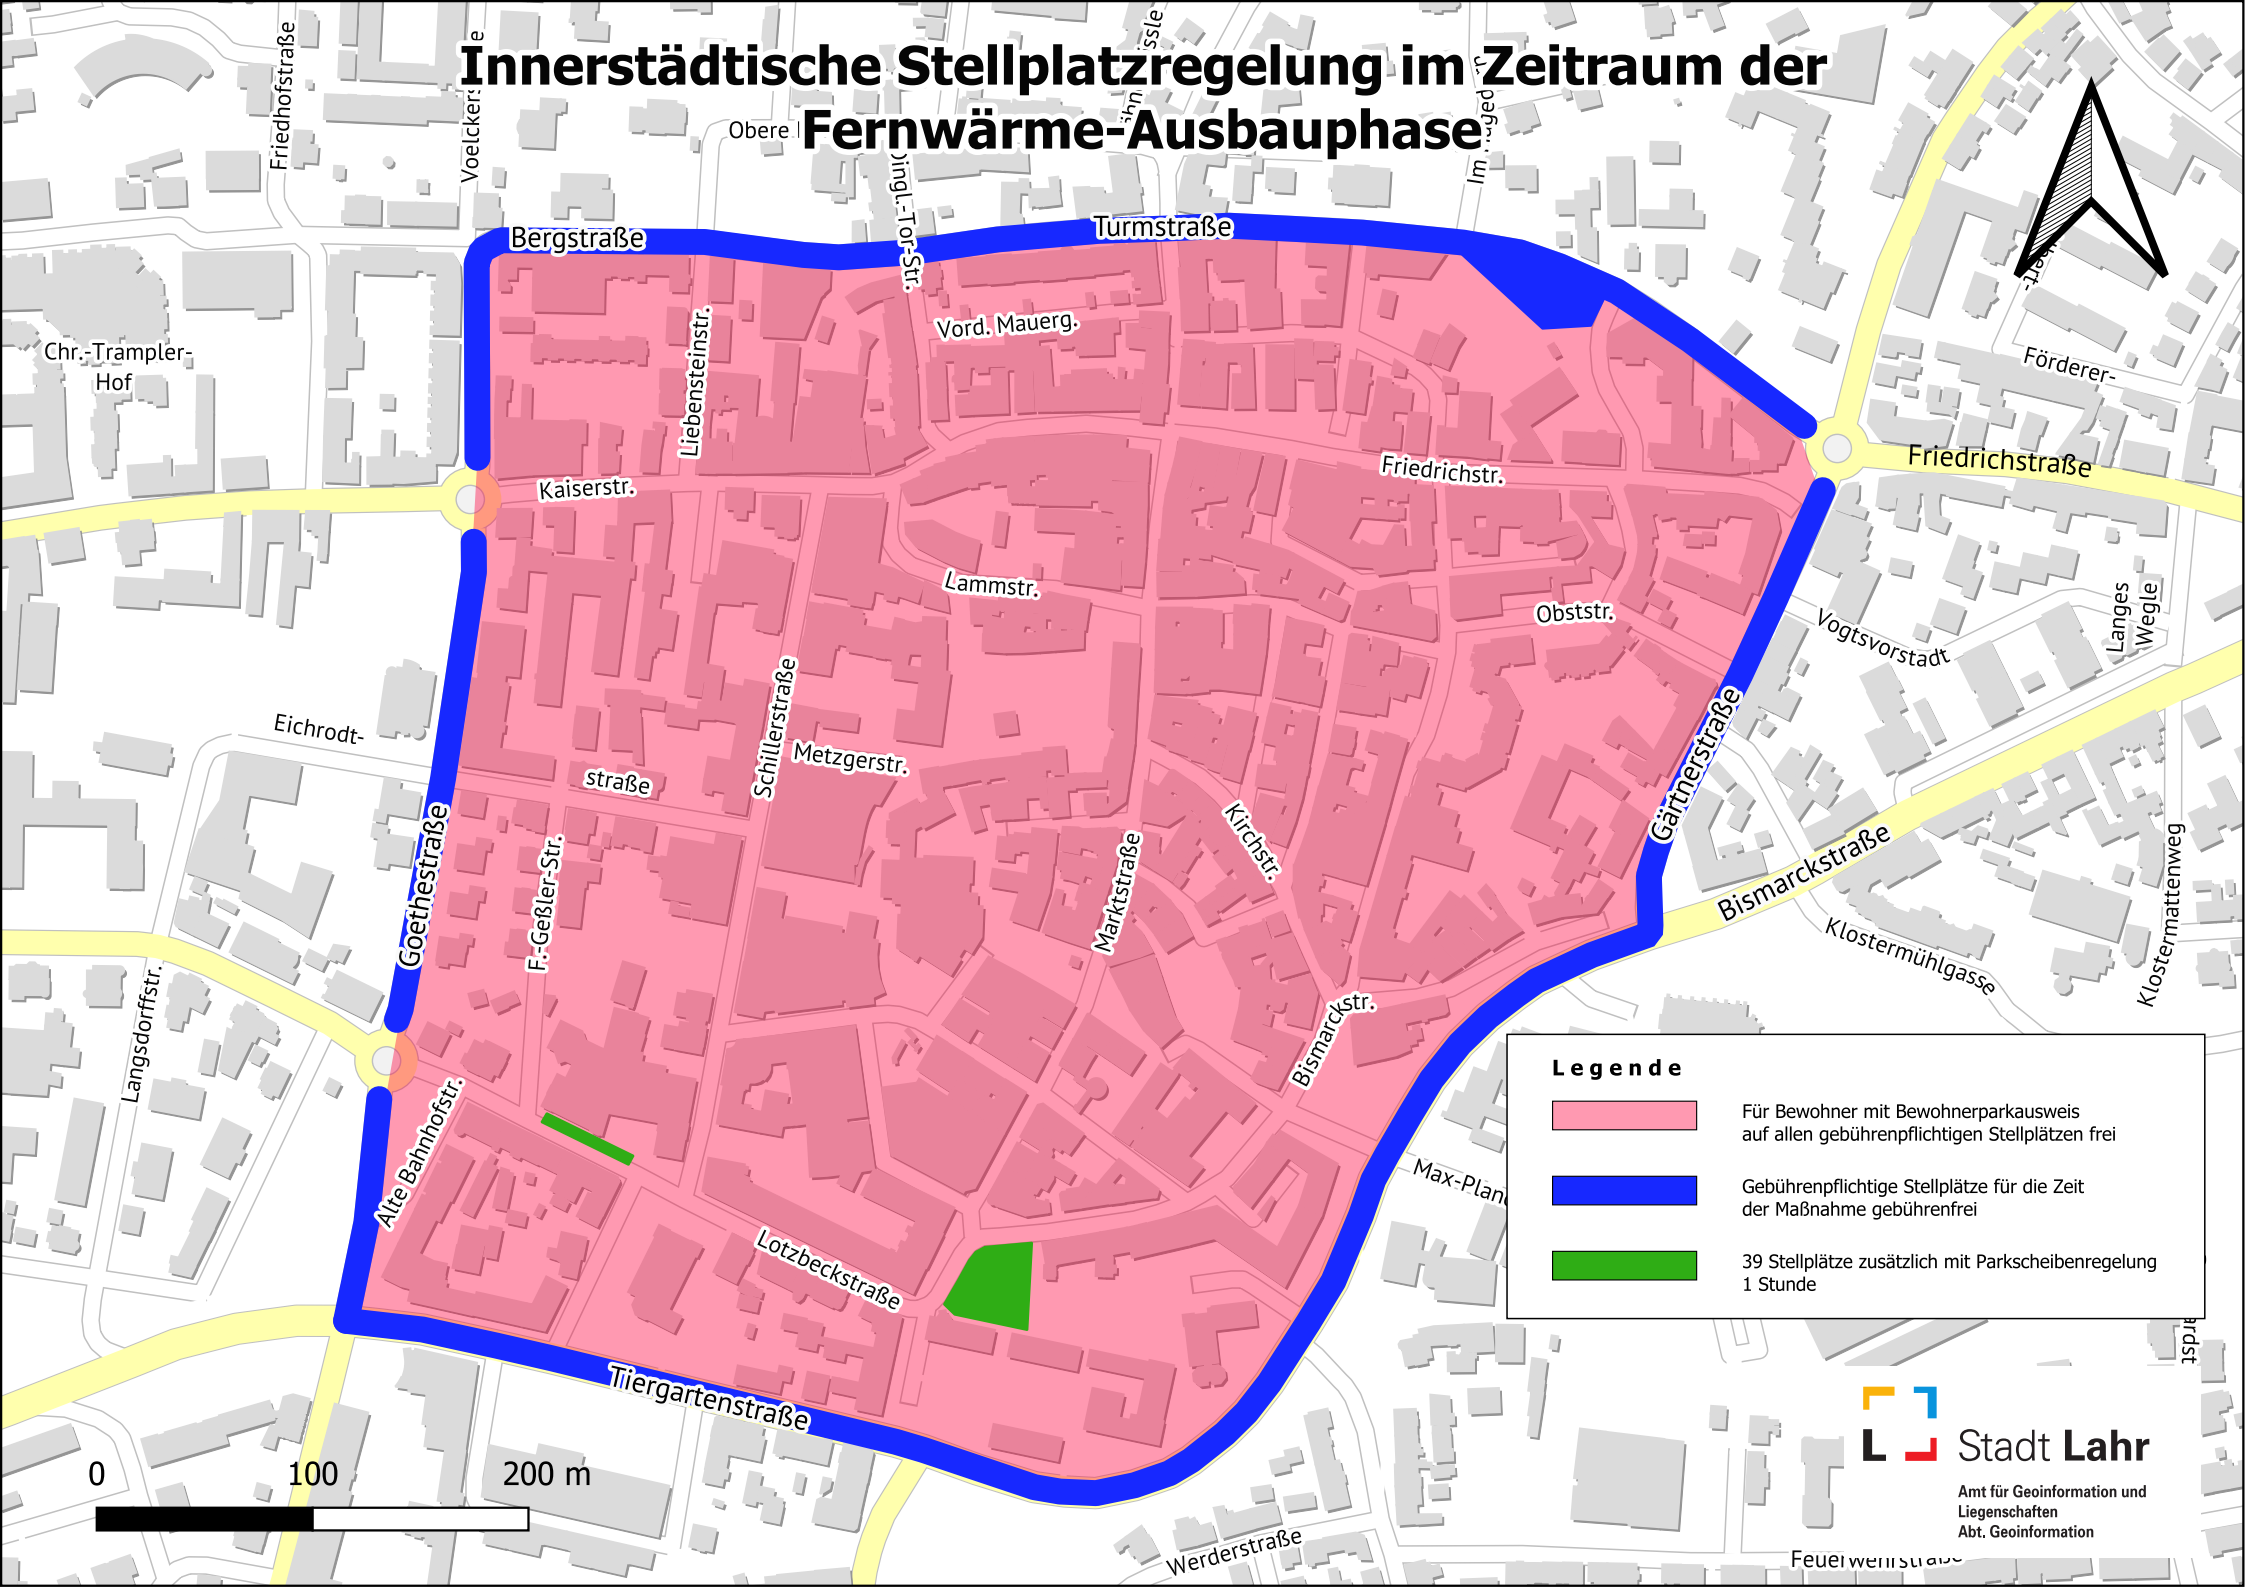 Innerstädtische Stellplatzregelung im Zeitraum der
Fernwärme-Ausbauphase
Friedhofstraße
Obere
Bergstraße
Turmstraße
Dingl.-Tor-Str.
Vord. Mauerg.
Liebensteinstr.
Chr.-Trampler-
Hof
Kaiserstr.
Friedrichstr.
Friedrichstraße
Förderer-
Lammstr.
Obststr.
Vogtsvorstadt
Langes
Wegle
Schillerstraße
Metzgerstr.
Eichrodt-
straße
Goethestraße
F.-Geßler-Str.
Marktstraße
Kirchstr.
Gärtnerstraße
Bismarckstraße
Klostermühlgasse
Klostermattenweg
Bismarckstr.
Langsdorffstr.
Alte Bahnhofstr.
Lotzbeckstraße
Tiergartenstraße
Werderstraße
Feuerwehrstraße
Legende
Für Bewohner mit Bewohnerparkausweis
auf allen gebührenpflichtigen Stellplätzen frei
Gebührenpflichtige Stellplätze für die Zeit
der Maßnahme gebührenfrei
39 Stellplätze zusätzlich mit Parkscheibenregelung
1 Stunde
0 100 200 m
L Stadt Lahr
Amt für Geoinformation und
Liegenschaften
Abt. Geoinformation